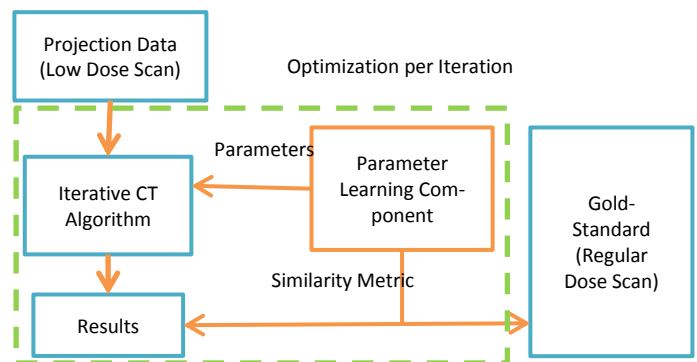 Projection Data
(Low Dose Scan)
Optimization per Iteration
Parameters
Iterative CT
Algorithm
Parameter
Learning Com-
ponent
Gold-
Standard
(Regular
Dose Scan)
Similarity Metric
Results